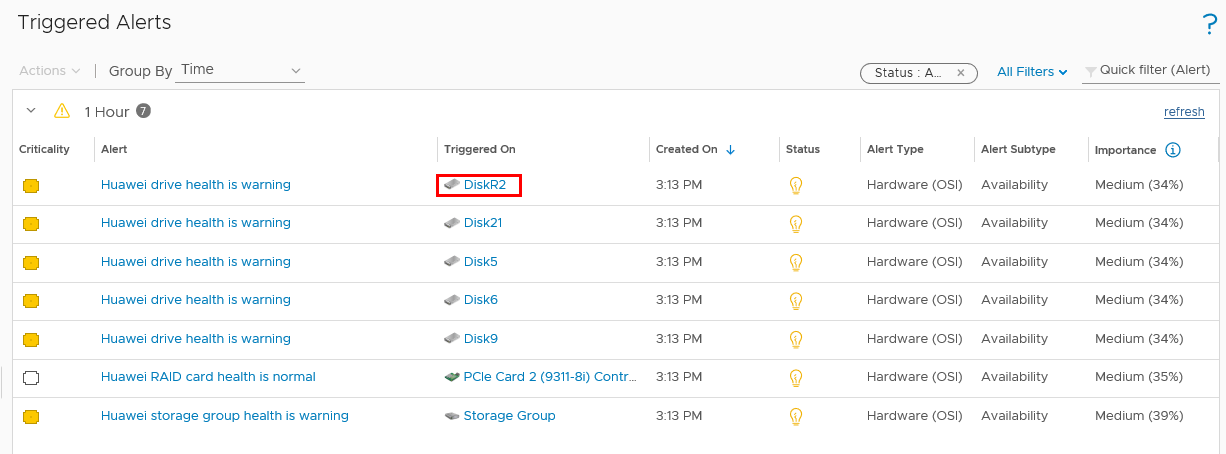 Triggered Alerts
?
Actions | Group By Time Status : A... × All Filters Quick filter (Alert)
1 Hour 7 refresh
Criticality Alert Triggered On Created On Status Alert Type Alert Subtype Importance i
Huawei drive health is warning DiskR2 3:13 PM Hardware (OSI) Availability Medium (34%)
Huawei drive health is warning Disk21 3:13 PM Hardware (OSI) Availability Medium (34%)
Huawei drive health is warning Disk5 3:13 PM Hardware (OSI) Availability Medium (34%)
Huawei drive health is warning Disk6 3:13 PM Hardware (OSI) Availability Medium (34%)
Huawei drive health is warning Disk9 3:13 PM Hardware (OSI) Availability Medium (34%)
Huawei RAID card health is normal PCIe Card 2 (9311-8i) Contr... 3:13 PM Hardware (OSI) Availability Medium (35%)
Huawei storage group health is warning Storage Group 3:13 PM Hardware (OSI) Availability Medium (39%)